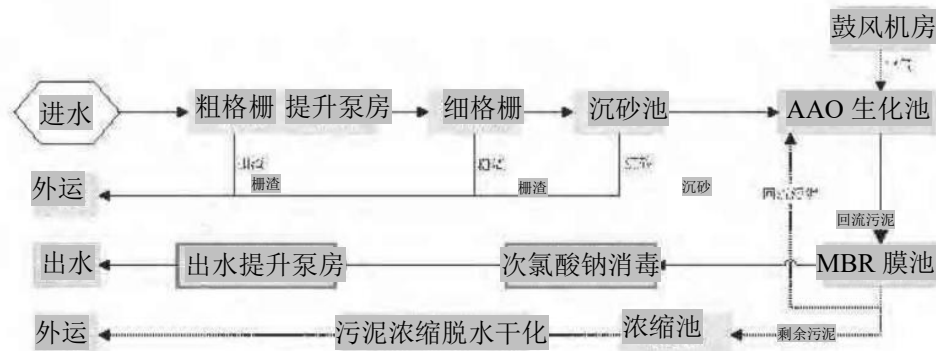 鼓风机房
进水
粗格栅 提升泵房
细格栅
沉砂池
AAO 生化池
外运
栅渣
栅渣
沉砂
回流污泥
出水
出水提升泵房
次氯酸钠消毒
MBR 膜池
外运
污泥浓缩脱水干化
浓缩池
剩余污泥